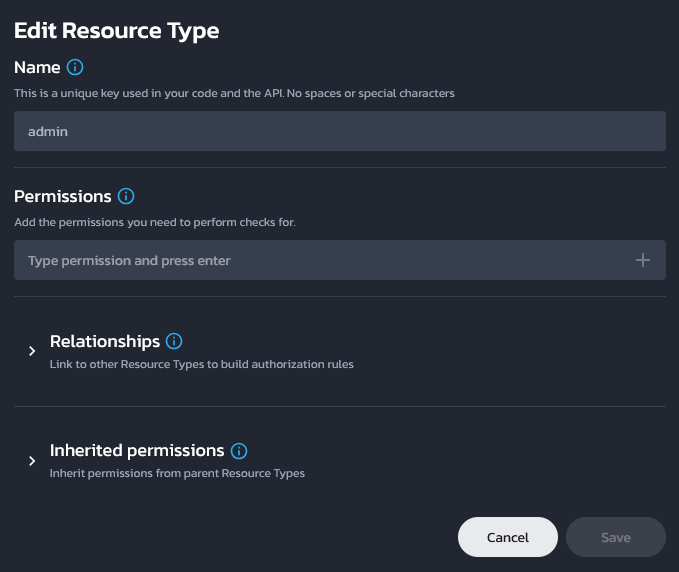 Edit Resource Type
Name
This is a unique key used in your code and the API. No spaces or special characters
admin
Permissions
Add the permissions you need to perform checks for.
Type permission and press enter
Relationships
Link to other Resource Types to build authorization rules
Inherited permissions
Inherit permissions from parent Resource Types
Cancel
Save